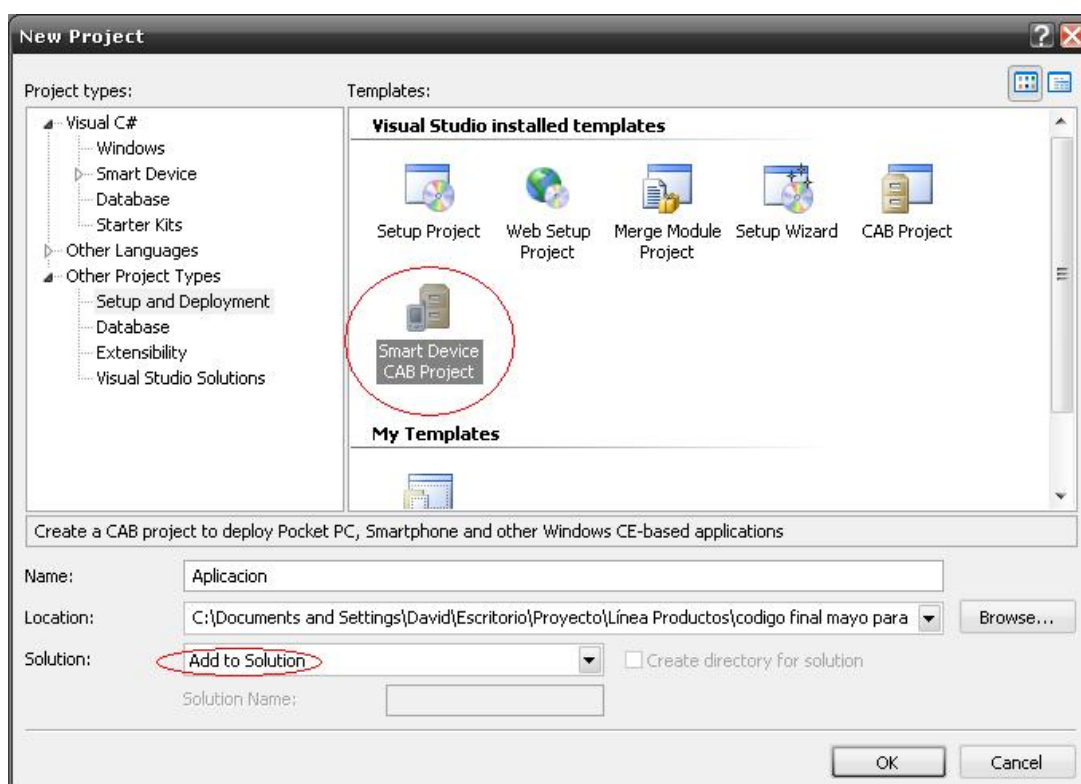 New Project
Project types:
Templates:
Visual C#
Windows
Smart Device
Database
Starter Kits
Other Languages
Other Project Types
Setup and Deployment
Database
Extensibility
Visual Studio Solutions
Visual Studio installed templates
Setup Project
Web Setup
Project
Merge Module
Project
Setup Wizard
CAB Project
Smart Device
CAB Project
My Templates
Create a CAB project to deploy Pocket PC, Smartphone and other Windows CE-based applications
Name:
Aplicacion
Location:
C:\Documents and Settings\David\Escritorio\Proyecto\Línea Productos\codigo final mayo para
Browse...
Solution:
Add to Solution
Create directory for solution
Solution Name:
OK
Cancel